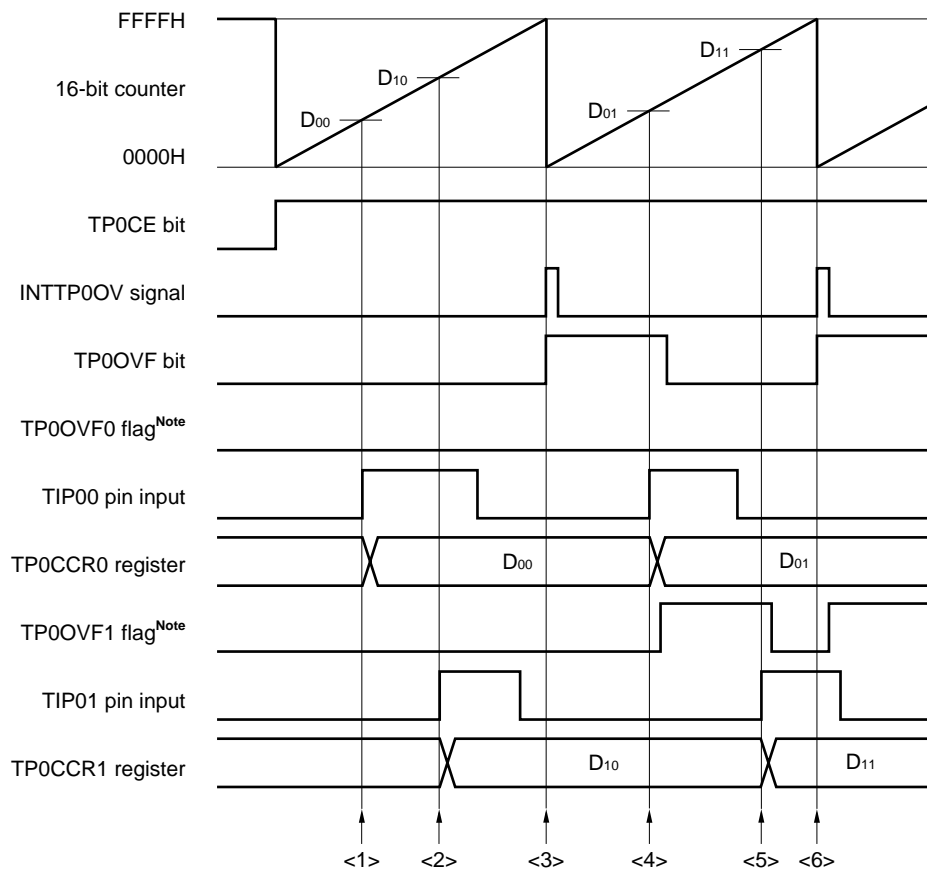 FFFFH
16-bit counter
0000H
D00
D10
D01
D11
TP0CE bit
INTTP0OV signal
TP0OVF bit
TP0OVF0 flagNote
TIP00 pin input
TP0CCR0 register
D00
D01
TP0OVF1 flagNote
TIP01 pin input
TP0CCR1 register
D10
D11
<1> <2> <3> <4> <5> <6>